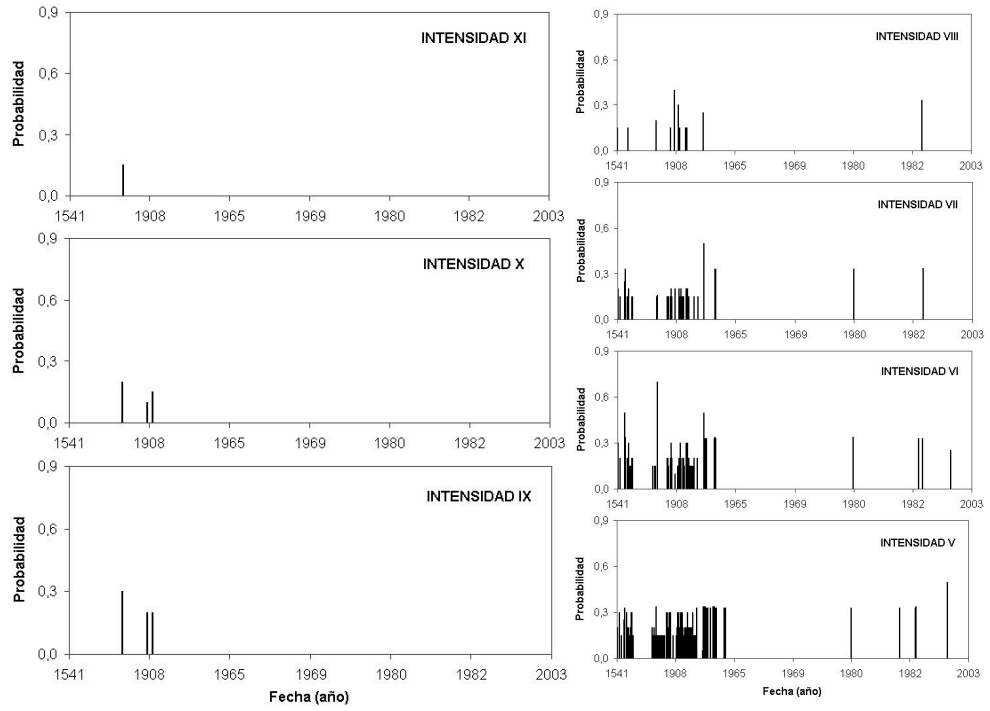 INTENSIDAD XI
Probabilidad
0,9
0,6
0,3
0,0
1541 1908 1965 1969 1980 1982 2003
INTENSIDAD X
Probabilidad
0,9
0,6
0,3
0,0
1541 1908 1965 1969 1980 1982 2003
INTENSIDAD IX
Probabilidad
0,9
0,6
0,3
0,0
1541 1908 1965 1969 1980 1982 2003
Fecha (año)
INTENSIDAD VIII
Probabilidad
0,9
0,6
0,3
0,0
1541 1908 1965 1969 1980 1982 2003
INTENSIDAD VII
Probabilidad
0,9
0,6
0,3
0,0
1541 1908 1965 1969 1980 1982 2003
INTENSIDAD VI
Probabilidad
0,9
0,6
0,3
0,0
1541 1908 1965 1969 1980 1982 2003
INTENSIDAD V
Probabilidad
0,9
0,6
0,3
0,0
1541 1908 1965 1969 1980 1982 2003
Fecha (año)